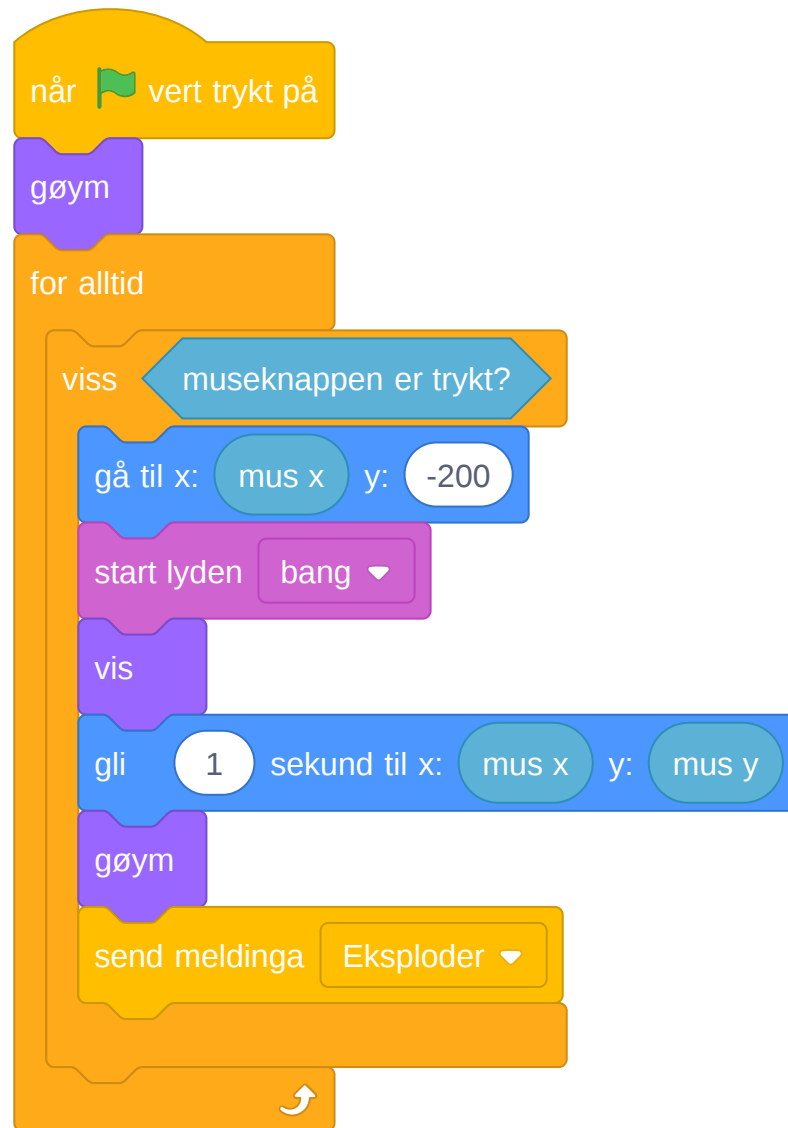 når vert trykt på
gøym
for alltid
viss museknappen er trykt?
gå til x: mus x y: -200
start lyden bang
vis
gli 1 sekund til x: mus x y: mus y
gøym
send meldinga Eksploder